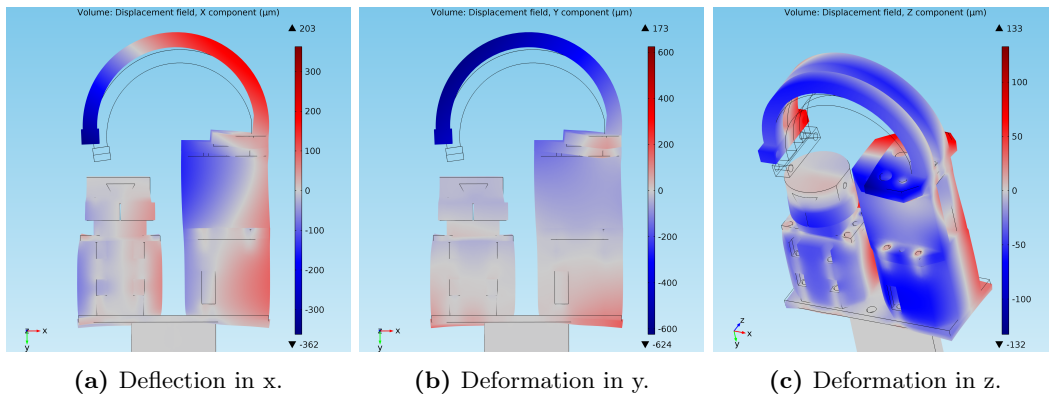 Volume: Displacement field, X component (µm)
▲ 203
300
200
100
0
-100
-200
-300
▼ -362
z x
y
Volume: Displacement field, Y component (µm)
▲ 173
600
400
200
0
-200
-400
-600
▼ -624
z x
y
Volume: Displacement field, Z component (µm)
▲ 133
100
50
0
-50
-100
▼ -132
z
x
y
(a) Deflection in x.
(b) Deformation in y.
(c) Deformation in z.